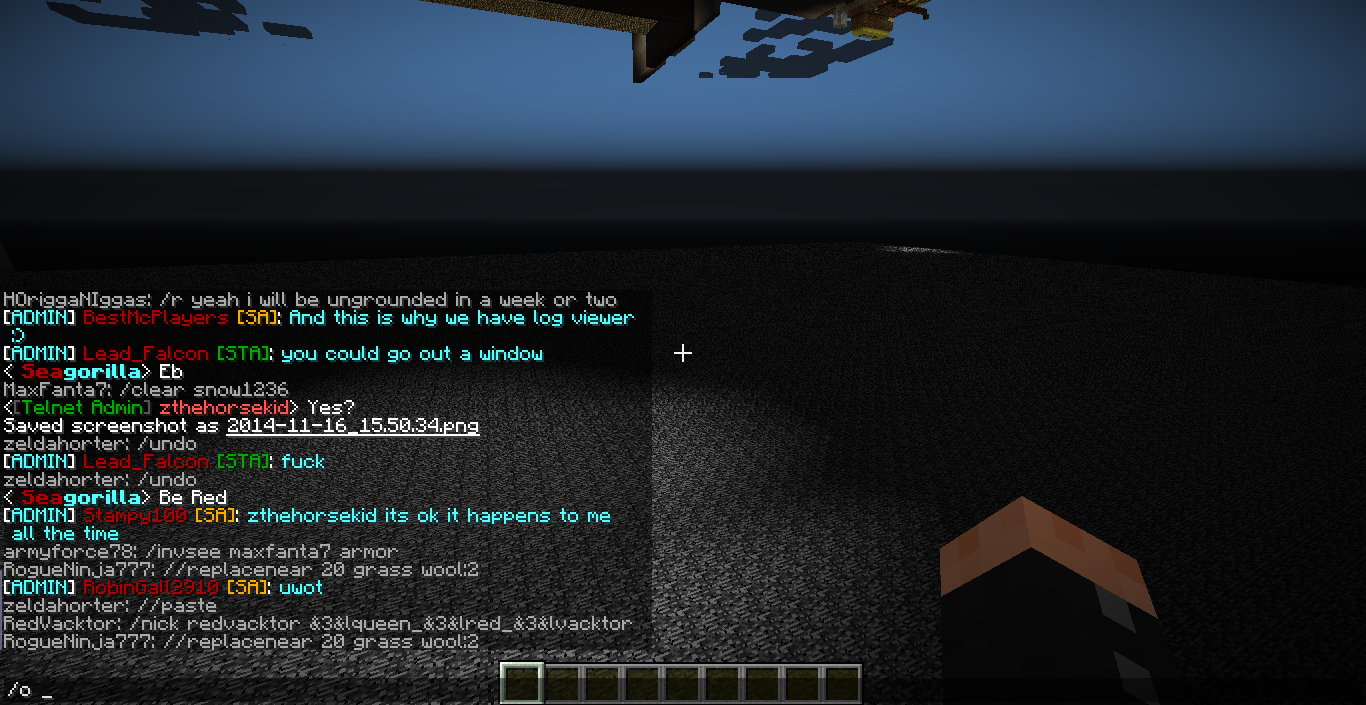 HOriggaNIggas: /r yeah i will be ungrounded in a week or two
[ADMIN] BestMcPlayers [SA]: And this is why we have log viewer
:)
[ADMIN] Lead_Falcon [STA]: you could go out a window
< Seagorilla> Eb
MaxFanta7: /clear snow1236
<[Telnet Admin] zthehorsekid> Yes?
Saved screenshot as 2014-11-16_15.50.34.png
zeldahorter: /undo
[ADMIN] Lead_Falcon [STA]: fuck
zeldahorter: /undo
< Seagorilla> Be Red
[ADMIN] Stampy100 [SA]: zthehorsekid its ok it happens to me
all the time
armyforce78: /invsee maxfanta7 armor
RogueNinja777: //replacenear 20 grass wool:2
[ADMIN] RobinGall2910 [SA]: uwot
zeldahorter: //paste
RedVacktor: /nick redvacktor &3&lqueen_&3&lred_&3&lvacktor
RogueNinja777: //replacenear 20 grass wool:2
/o _